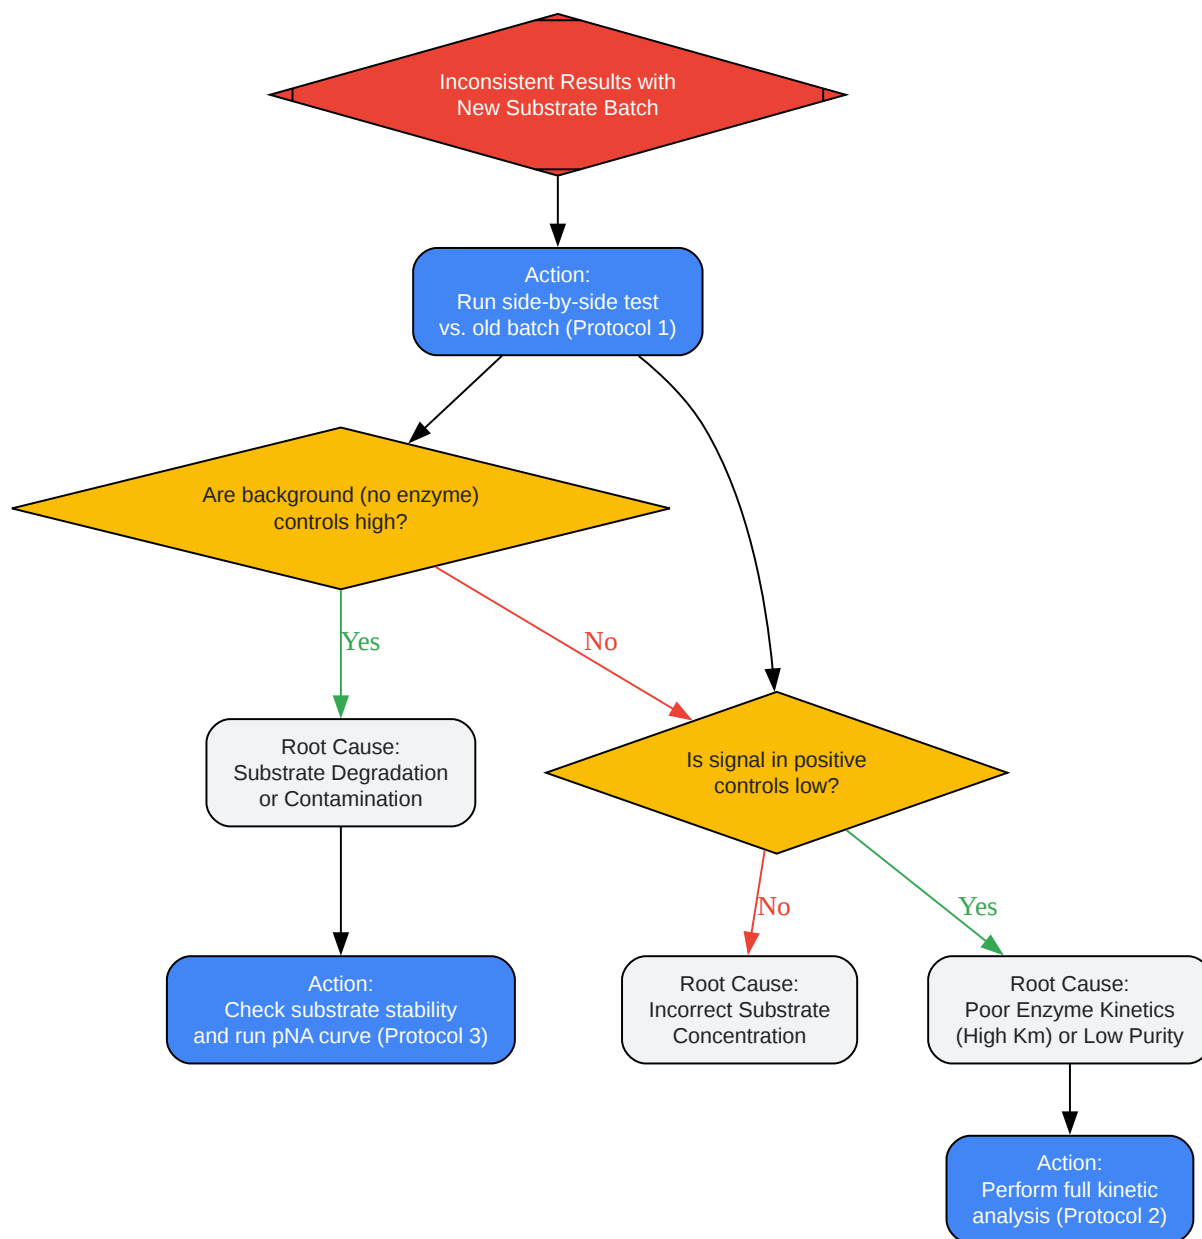 Inconsistent Results with
New Substrate Batch
Action:
Run side-by-side test
vs. old batch (Protocol 1)
Are background (no enzyme)
controls high?
Yes
No
Root Cause:
Substrate Degradation
or Contamination
Is signal in positive
controls low?
No
Yes
Action:
Check substrate stability
and run pNA curve (Protocol 3)
Root Cause:
Incorrect Substrate
Concentration
Root Cause:
Poor Enzyme Kinetics
(High Km) or Low Purity
Action:
Perform full kinetic
analysis (Protocol 2)